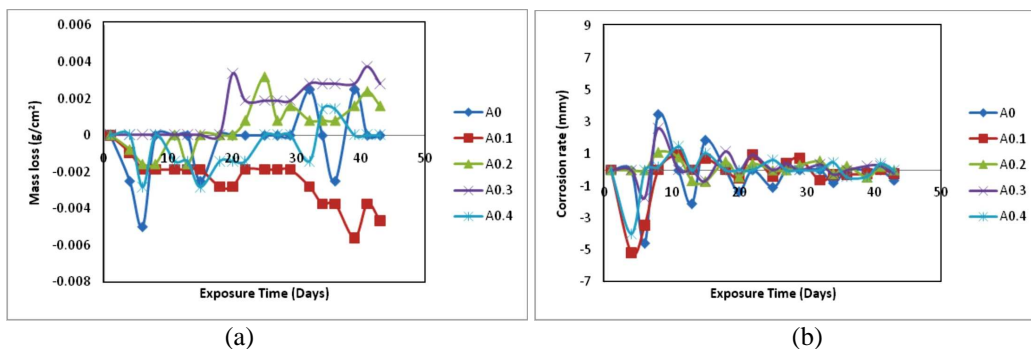 0.006
0.004
0.002
0
-0.002
-0.004
-0.006
-0.008
Mass loss (g/cm²)
0 10 20 30 40 50
Exposure Time (Days)
A0
A0.1
A0.2
A0.3
A0.4
(a)
9
7
5
3
1
-1
-3
-5
-7
Corrosion rate (mmy)
0 10 20 30 40 50
Exposure Time (Days)
A0
A0.1
A0.2
A0.3
A0.4
(b)